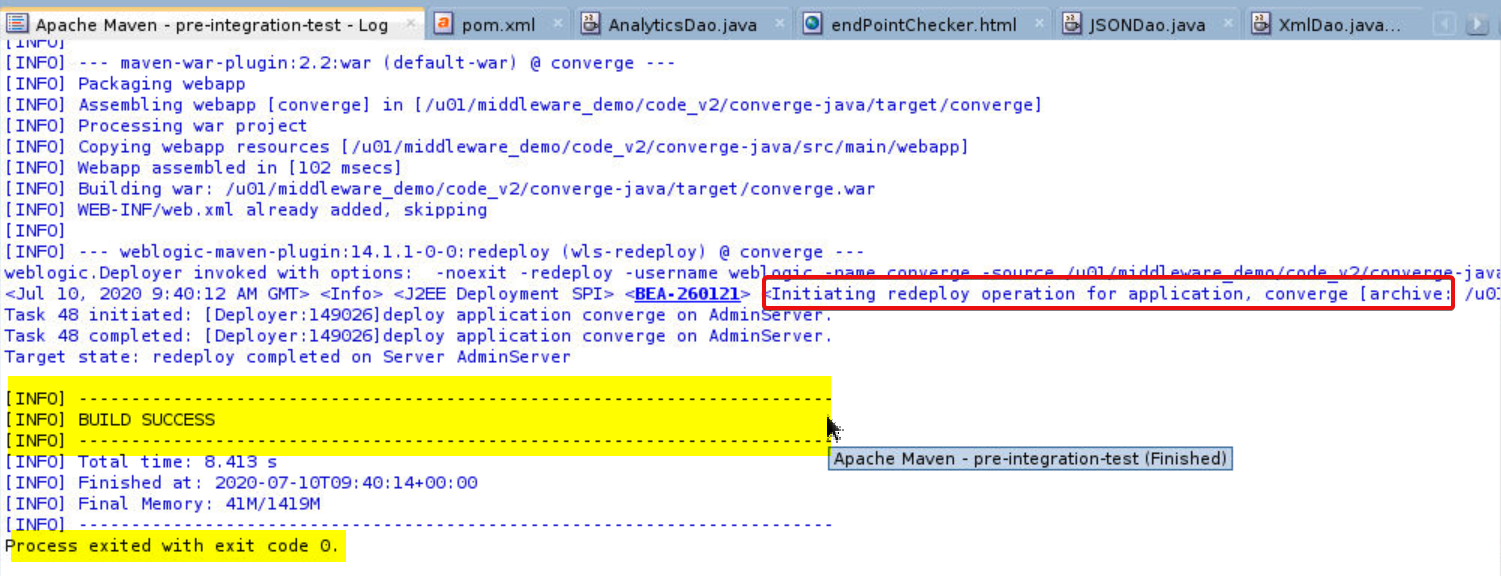 Apache Maven - pre-integration-test - Log × pom.xml × AnalyticsDao.java × endPointChecker.html × JSONDao.java × XmlDao.java...
[INFO]
[INFO] --- maven-war-plugin:2.2:war (default-war) @ converge ---
[INFO] Packaging webapp
[INFO] Assembling webapp [converge] in [/u01/middleware_demo/code_v2/converge-java/target/converge]
[INFO] Processing war project
[INFO] Copying webapp resources [/u01/middleware_demo/code_v2/converge-java/src/main/webapp]
[INFO] Webapp assembled in [102 msecs]
[INFO] Building war: /u01/middleware_demo/code_v2/converge-java/target/converge.war
[INFO] WEB-INF/web.xml already added, skipping
[INFO]
[INFO] --- weblogic-maven-plugin:14.1.1-0-0:redeploy (wls-redeploy) @ converge ---
weblogic.Deployer invoked with options:  -noexit -redeploy -username weblogic -name converge -source /u01/middleware_demo/code_v2/converge-java
<Jul 10, 2020 9:40:12 AM GMT> <Info> <J2EE Deployment SPI> <BEA-260121> <Initiating redeploy operation for application, converge [archive: /u01
Task 48 initiated: [Deployer:149026]deploy application converge on AdminServer.
Task 48 completed: [Deployer:149026]deploy application converge on AdminServer.
Target state: redeploy completed on Server AdminServer
[INFO] ------------------------------------------------------------------------
[INFO] BUILD SUCCESS
[INFO] ------------------------------------------------------------------------
Apache Maven - pre-integration-test (Finished)
[INFO] Total time: 8.413 s
[INFO] Finished at: 2020-07-10T09:40:14+00:00
[INFO] Final Memory: 41M/1419M
[INFO] ------------------------------------------------------------------------
Process exited with exit code 0.